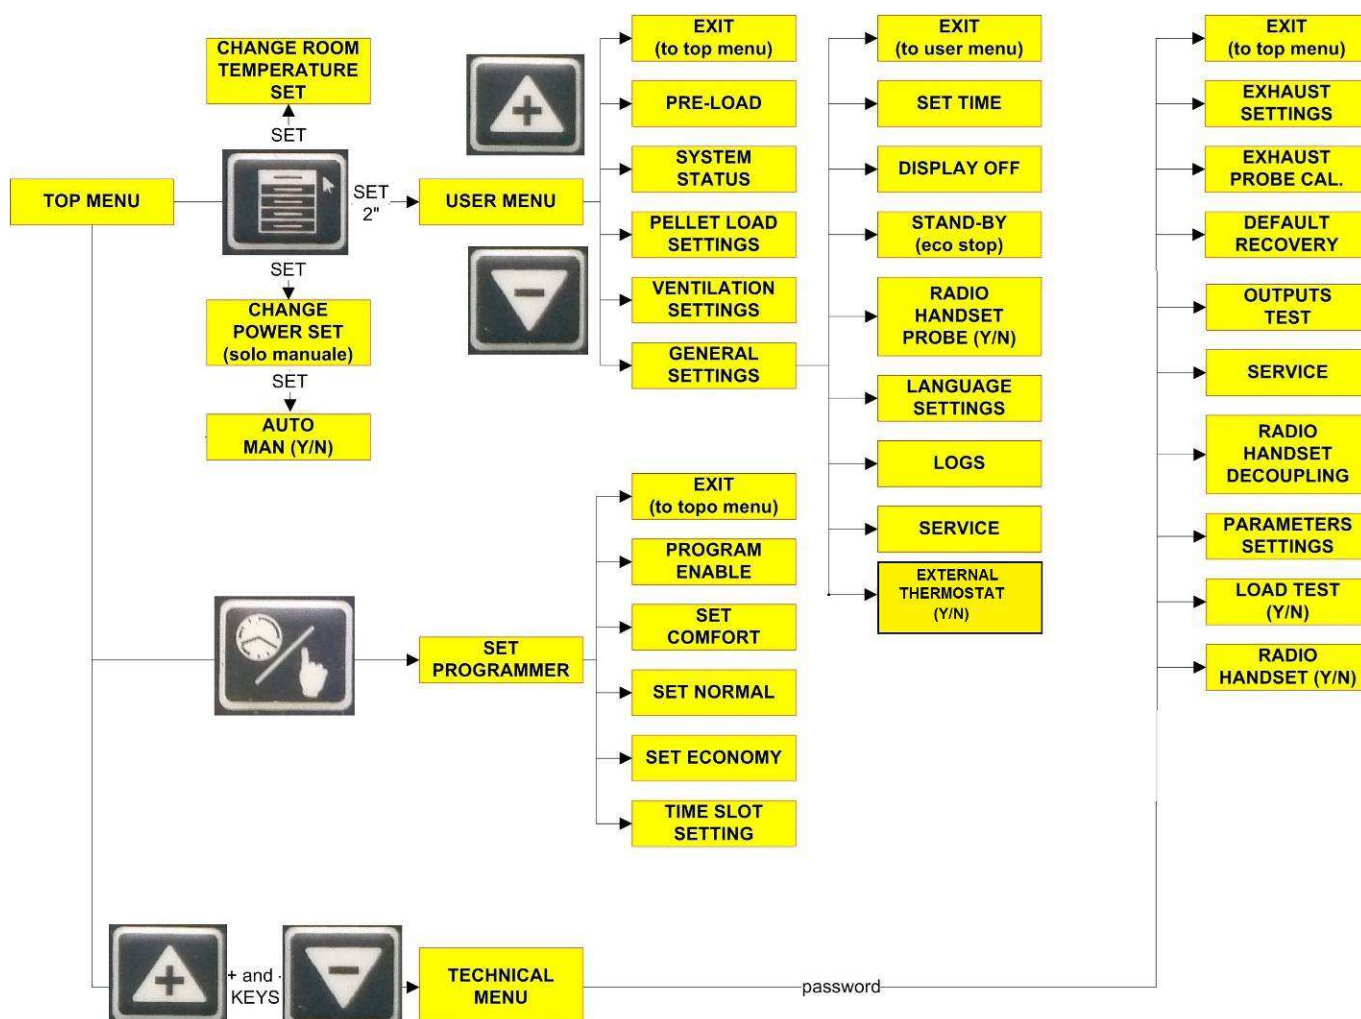 CHANGE ROOM
TEMPERATURE
SET
SET
TOP MENU
SET
2"
USER MENU
SET
CHANGE
POWER SET
(solo manuale)
SET
AUTO
MAN (Y/N)
EXIT
(to top menu)
PRE-LOAD
SYSTEM
STATUS
PELLET LOAD
SETTINGS
VENTILATION
SETTINGS
GENERAL
SETTINGS
EXIT
(to user menu)
SET TIME
DISPLAY OFF
STAND-BY
(eco stop)
RADIO
HANDSET
PROBE (Y/N)
LANGUAGE
SETTINGS
LOGS
SERVICE
EXTERNAL
THERMOSTAT
(Y/N)
SET
PROGRAMMER
EXIT
(to topo menu)
PROGRAM
ENABLE
SET
COMFORT
SET NORMAL
SET ECONOMY
TIME SLOT
SETTING
+ and -
KEYS
TECHNICAL
MENU
password
EXIT
(to top menu)
EXHAUST
SETTINGS
EXHAUST
PROBE CAL.
DEFAULT
RECOVERY
OUTPUTS
TEST
SERVICE
RADIO
HANDSET
DECOUPLING
PARAMETERS
SETTINGS
LOAD TEST
(Y/N)
RADIO
HANDSET (Y/N)